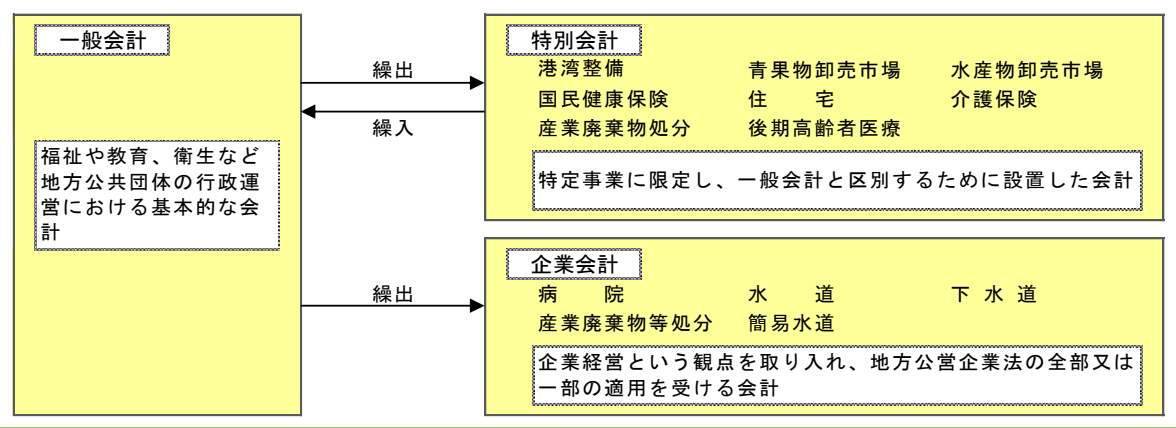 一般会計
福祉や教育、衛生など
地方公共団体の行政運
営における基本的な会
計
繰出
繰入
特別会計
港湾整備 青果物卸売市場 水産物卸売市場
国民健康保険 住　　宅 介護保険
産業廃棄物処分 後期高齢者医療
特定事業に限定し、一般会計と区別するために設置した会計
繰出
企業会計
病　　院 水　　道 下 水 道
産業廃棄物等処分 簡易水道
企業経営という観点を取り入れ、地方公営企業法の全部又は
一部の適用を受ける会計